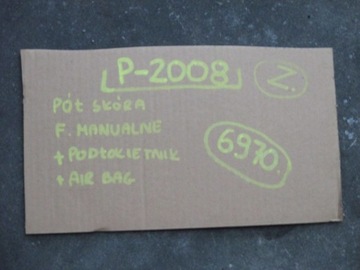 P-2008
Z.
PÓŁ SKÓRA
F. MANUALNE
+ PODŁOKIETNIK
+ AIR BAG
6970.